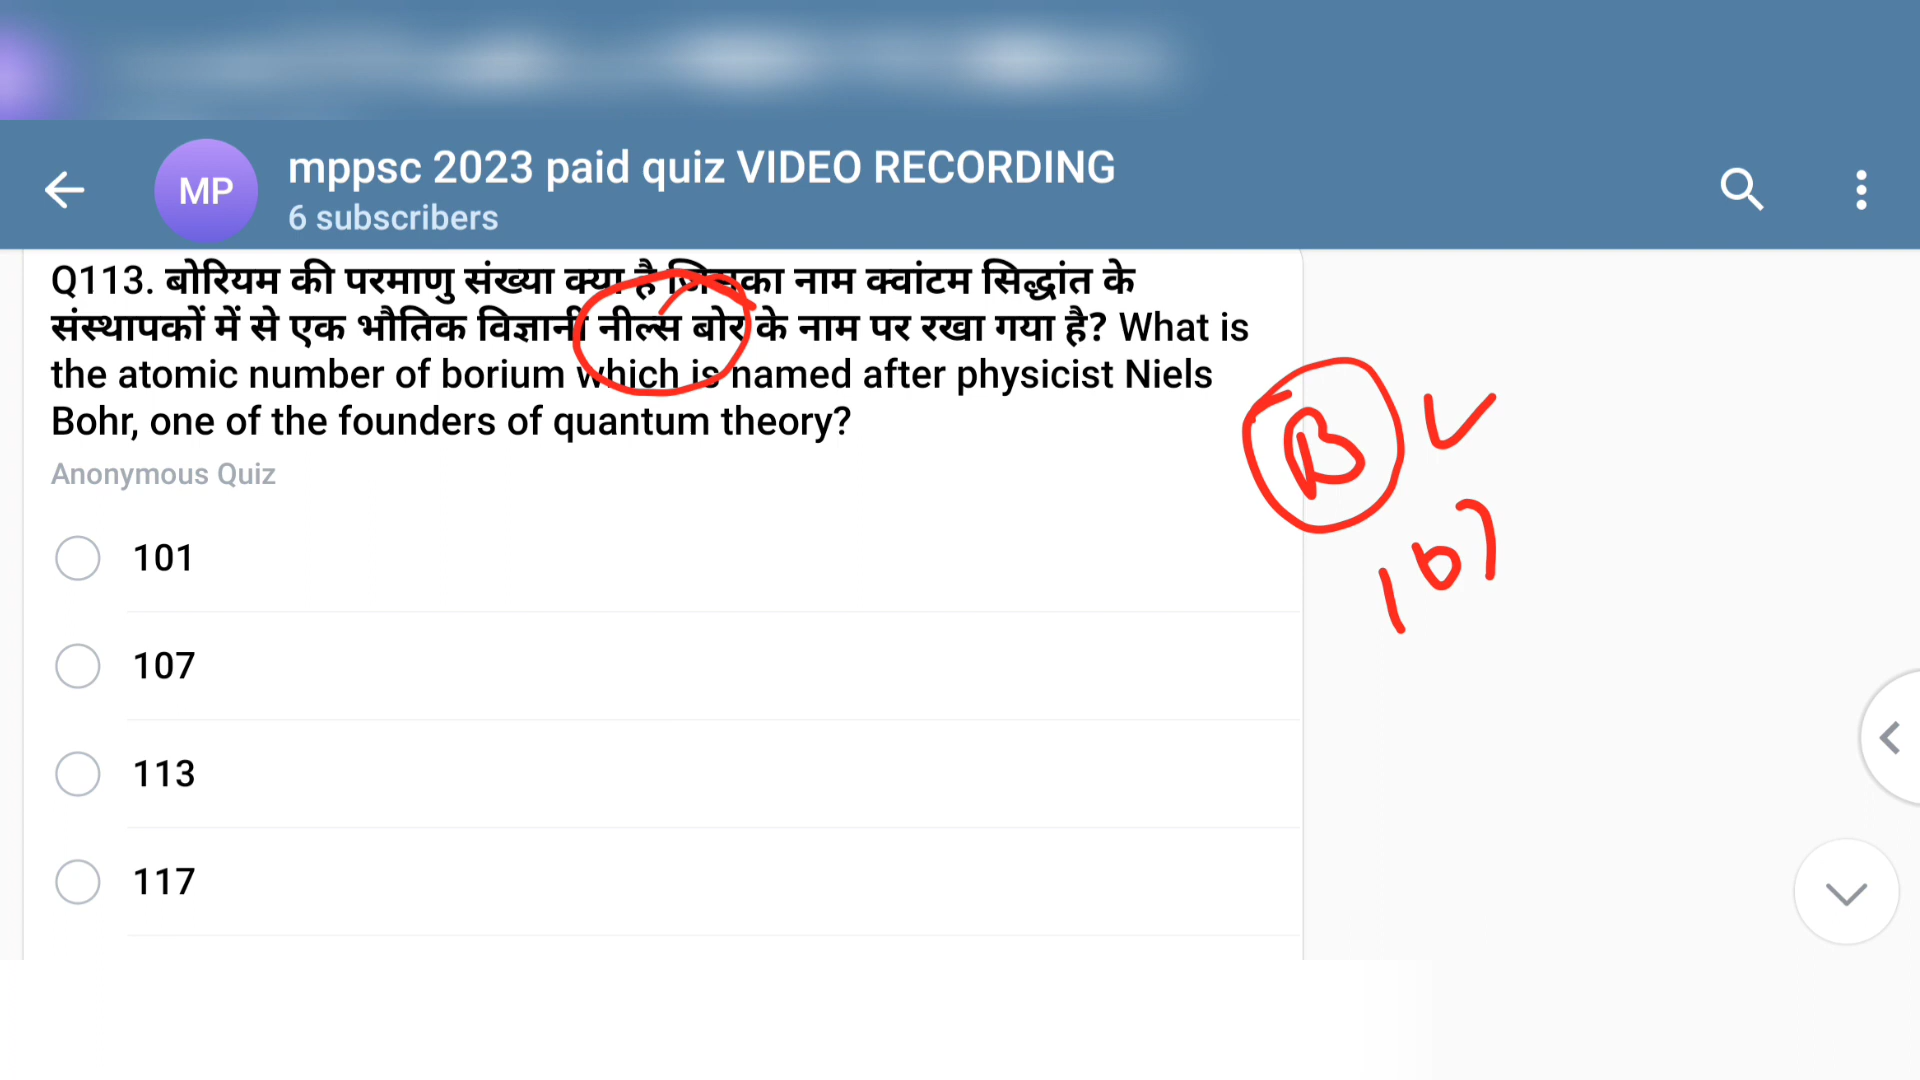 MP
mppsc 2023 paid quiz VIDEO RECORDING
6 subscribers
Q113. बोरियम की परमाणु संख्या क्या है जिसका नाम क्वांटम सिद्धांत के
संस्थापकों में से एक भौतिक विज्ञानी नील्स बोर के नाम पर रखा गया है? What is
the atomic number of borium which is named after physicist Niels
Bohr, one of the founders of quantum theory?
Anonymous Quiz
B
107
101
107
113
117